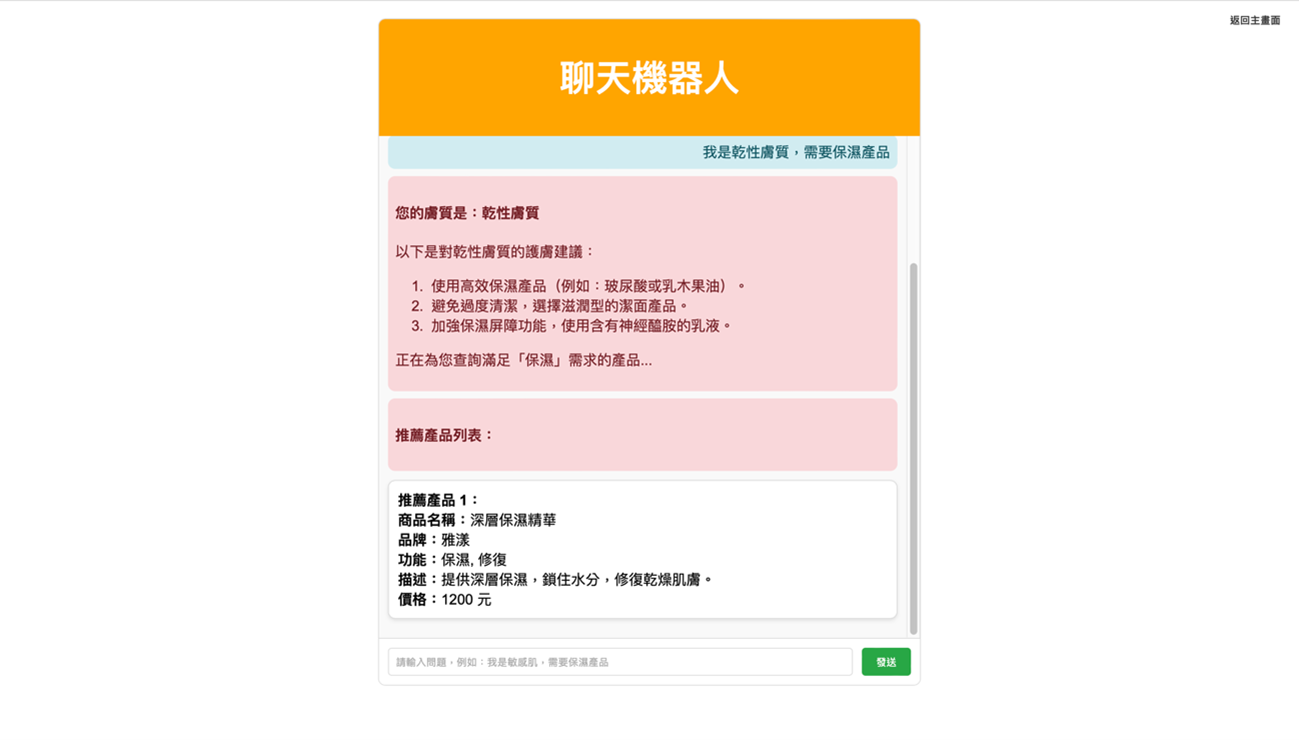 返回主畫面
聊天機器人
我是乾性膚質，需要保濕產品
您的膚質是：乾性膚質
以下是對乾性膚質的護膚建議：
1. 使用高效保濕產品（例如：玻尿酸或乳木果油）。
2. 避免過度清潔，選擇滋潤型的潔面產品。
3. 加強保濕屏障功能，使用含有神經醯胺的乳液。
正在為您查詢滿足「保濕」需求的產品...
推薦產品列表：
推薦產品 1：
商品名稱：深層保濕精華
品牌：雅漾
功能：保濕, 修復
描述：提供深層保濕，鎖住水分，修復乾燥肌膚。
價格：1200 元
請輸入問題，例如：我是敏感肌，需要保濕產品
發送